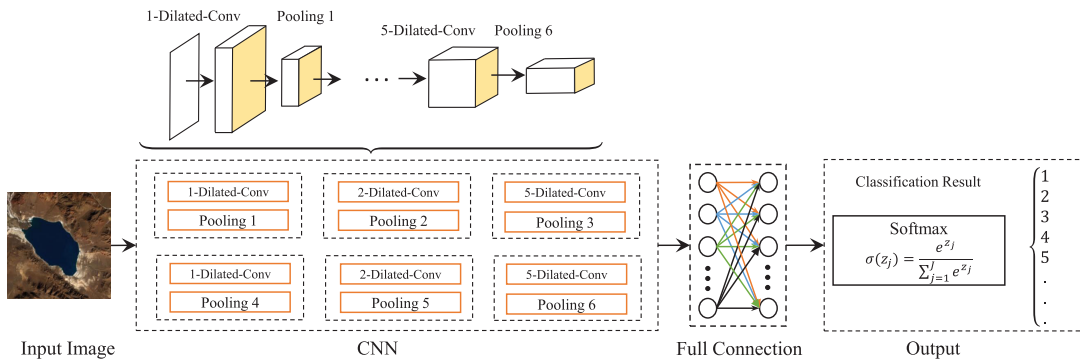 1-Dilated-Conv
Pooling 1
5-Dilated-Conv
Pooling 6
. . .
1-Dilated-Conv
Pooling 1
2-Dilated-Conv
Pooling 2
5-Dilated-Conv
Pooling 3
1-Dilated-Conv
Pooling 4
2-Dilated-Conv
Pooling 5
5-Dilated-Conv
Pooling 6
Classification Result
Softmax
σ(z_j) = e^{z_j} / ∑_{j=1}^{J} e^{z_j}
1
2
3
4
5
.
.
.
Input Image
CNN
Full Connection
Output